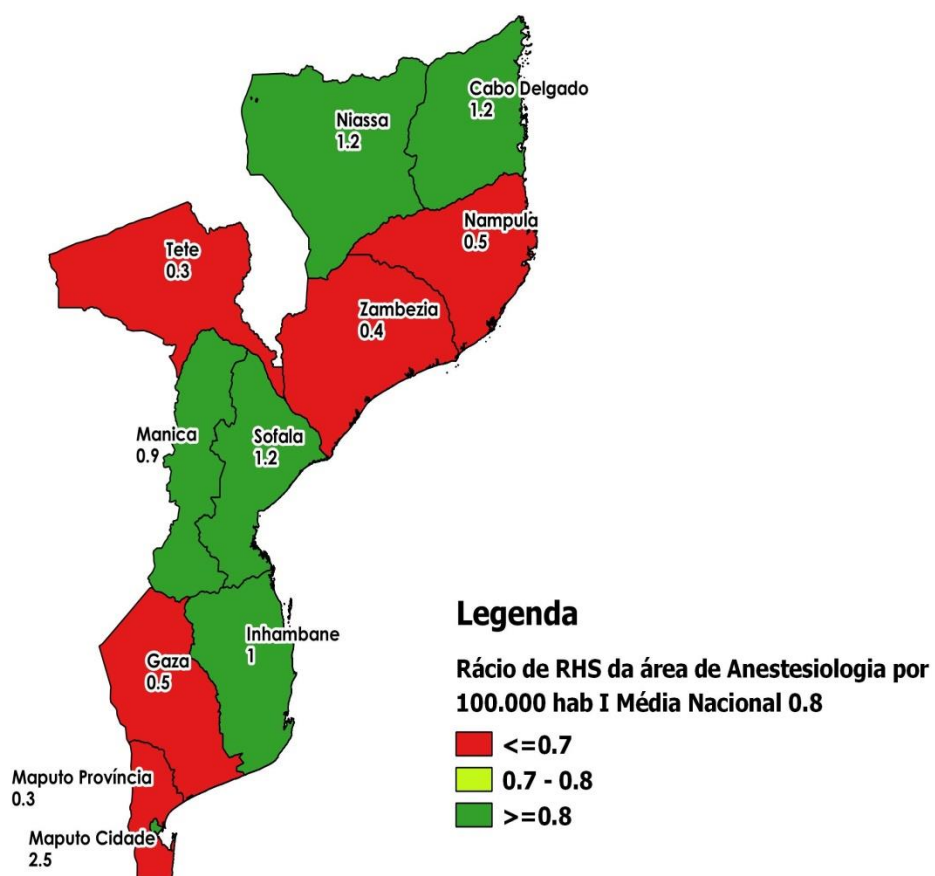 Cabo Delgado
1.2
Niassa
1.2
Nampula
0.5
Tete
0.3
Zambezia
0.4
Manica
0.9
Sofala
1.2
Inhambane
1
Gaza
0.5
Maputo Província
0.3
Maputo Cidade
2.5
Legenda
Rácio de RHS da área de Anestesiologia por
100.000 hab I Média Nacional 0.8
<=0.7
0.7 - 0.8
>=0.8